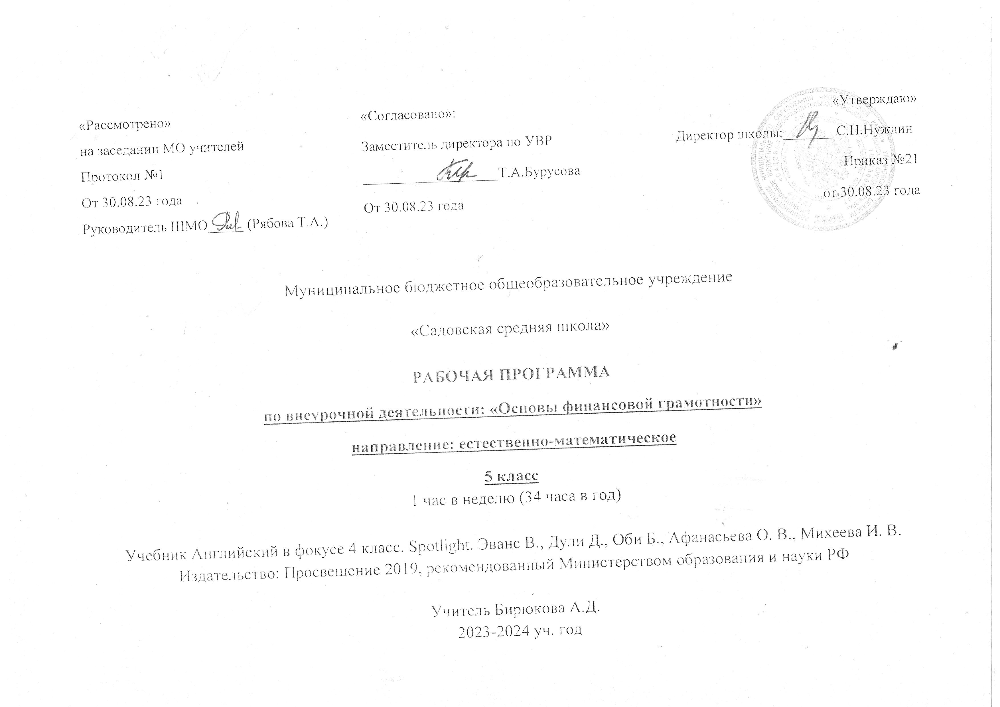 «Рассмотрено»
на заседании МО учителей
Протокол №1
От 30.08.23 года
Руководитель ШМО______ (Рябова Т.А.)
«Согласовано»:
Заместитель директора по УВР
___________________Т.А.Бурусова
От 30.08.23 года
«Утверждаю»
Директор школы:________ С.Н.Нуждин
Приказ №21
от 30.08.23 года
Муниципальное бюджетное общеобразовательное учреждение
«Садовская средняя школа»
РАБОЧАЯ ПРОГРАММА
по внеурочной деятельности: «Основы финансовой грамотности»
направление: естественно-математическое
5 класс
1 час в неделю (34 часа в год)
Учебник Английский в фокусе 4 класс. Spotlight. Эванс В., Дули Д., Оби Б., Афанасьева О. В., Михеева И. В.
Издательство: Просвещение 2019, рекомендованный Министерством образования и науки РФ
Учитель Бирюкова А.Д.
2023-2024 уч. год